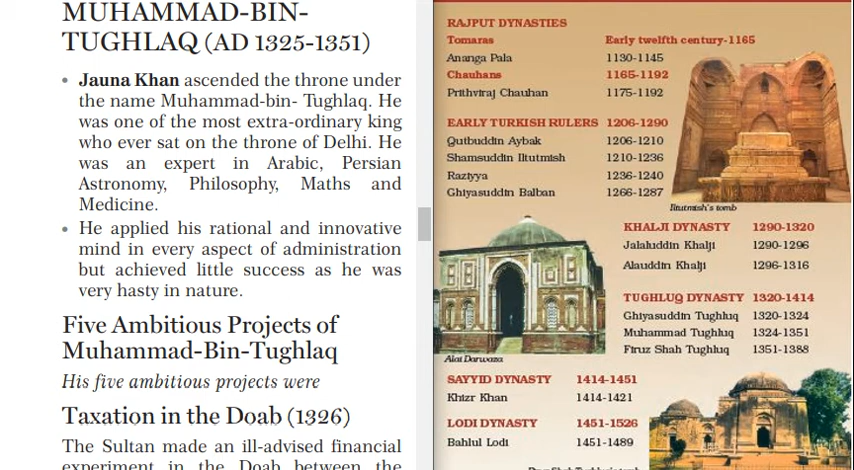 MUHAMMAD-BIN-
TUGHLAQ (AD 1325-1351)
• Jauna Khan ascended the throne under
the name Muhammad-bin- Tughlaq. He
was one of the most extra-ordinary king
who ever sat on the throne of Delhi. He
was an expert in Arabic, Persian
Astronomy, Philosophy, Maths and
Medicine.
• He applied his rational and innovative
mind in every aspect of administration
but achieved little success as he was
very hasty in nature.
Five Ambitious Projects of
Muhammad-Bin-Tughlaq
His five ambitious projects were
Taxation in the Doab (1326)
The Sultan made an ill-advised financial
experiment in the Doab between the
RAJPUT DYNASTIES
Tomaras Early twelfth century-1165
Ananga Pala 1130-1145
Chauhans 1165-1192
Prithviraj Chauhan 1175-1192
EARLY TURKISH RULERS 1206-1290
Qutbuddin Aybak 1206-1210
Shamsuddin Iltutmish 1210-1236
Raziyya 1236-1240
Ghiyasuddin Balban 1266-1287
Iltutmish's tomb
KHALJI DYNASTY 1290-1320
Jalaluddin Khalji 1290-1296
Alauddin Khalji 1296-1316
TUGHLUQ DYNASTY 1320-1414
Ghiyasuddin Tughluq 1320-1324
Muhammad Tughluq 1324-1351
Firuz Shah Tughluq 1351-1388
Alai Darwaza
SAYYID DYNASTY 1414-1451
Khizr Khan 1414-1421
LODI DYNASTY 1451-1526
Bahlul Lodi 1451-1489